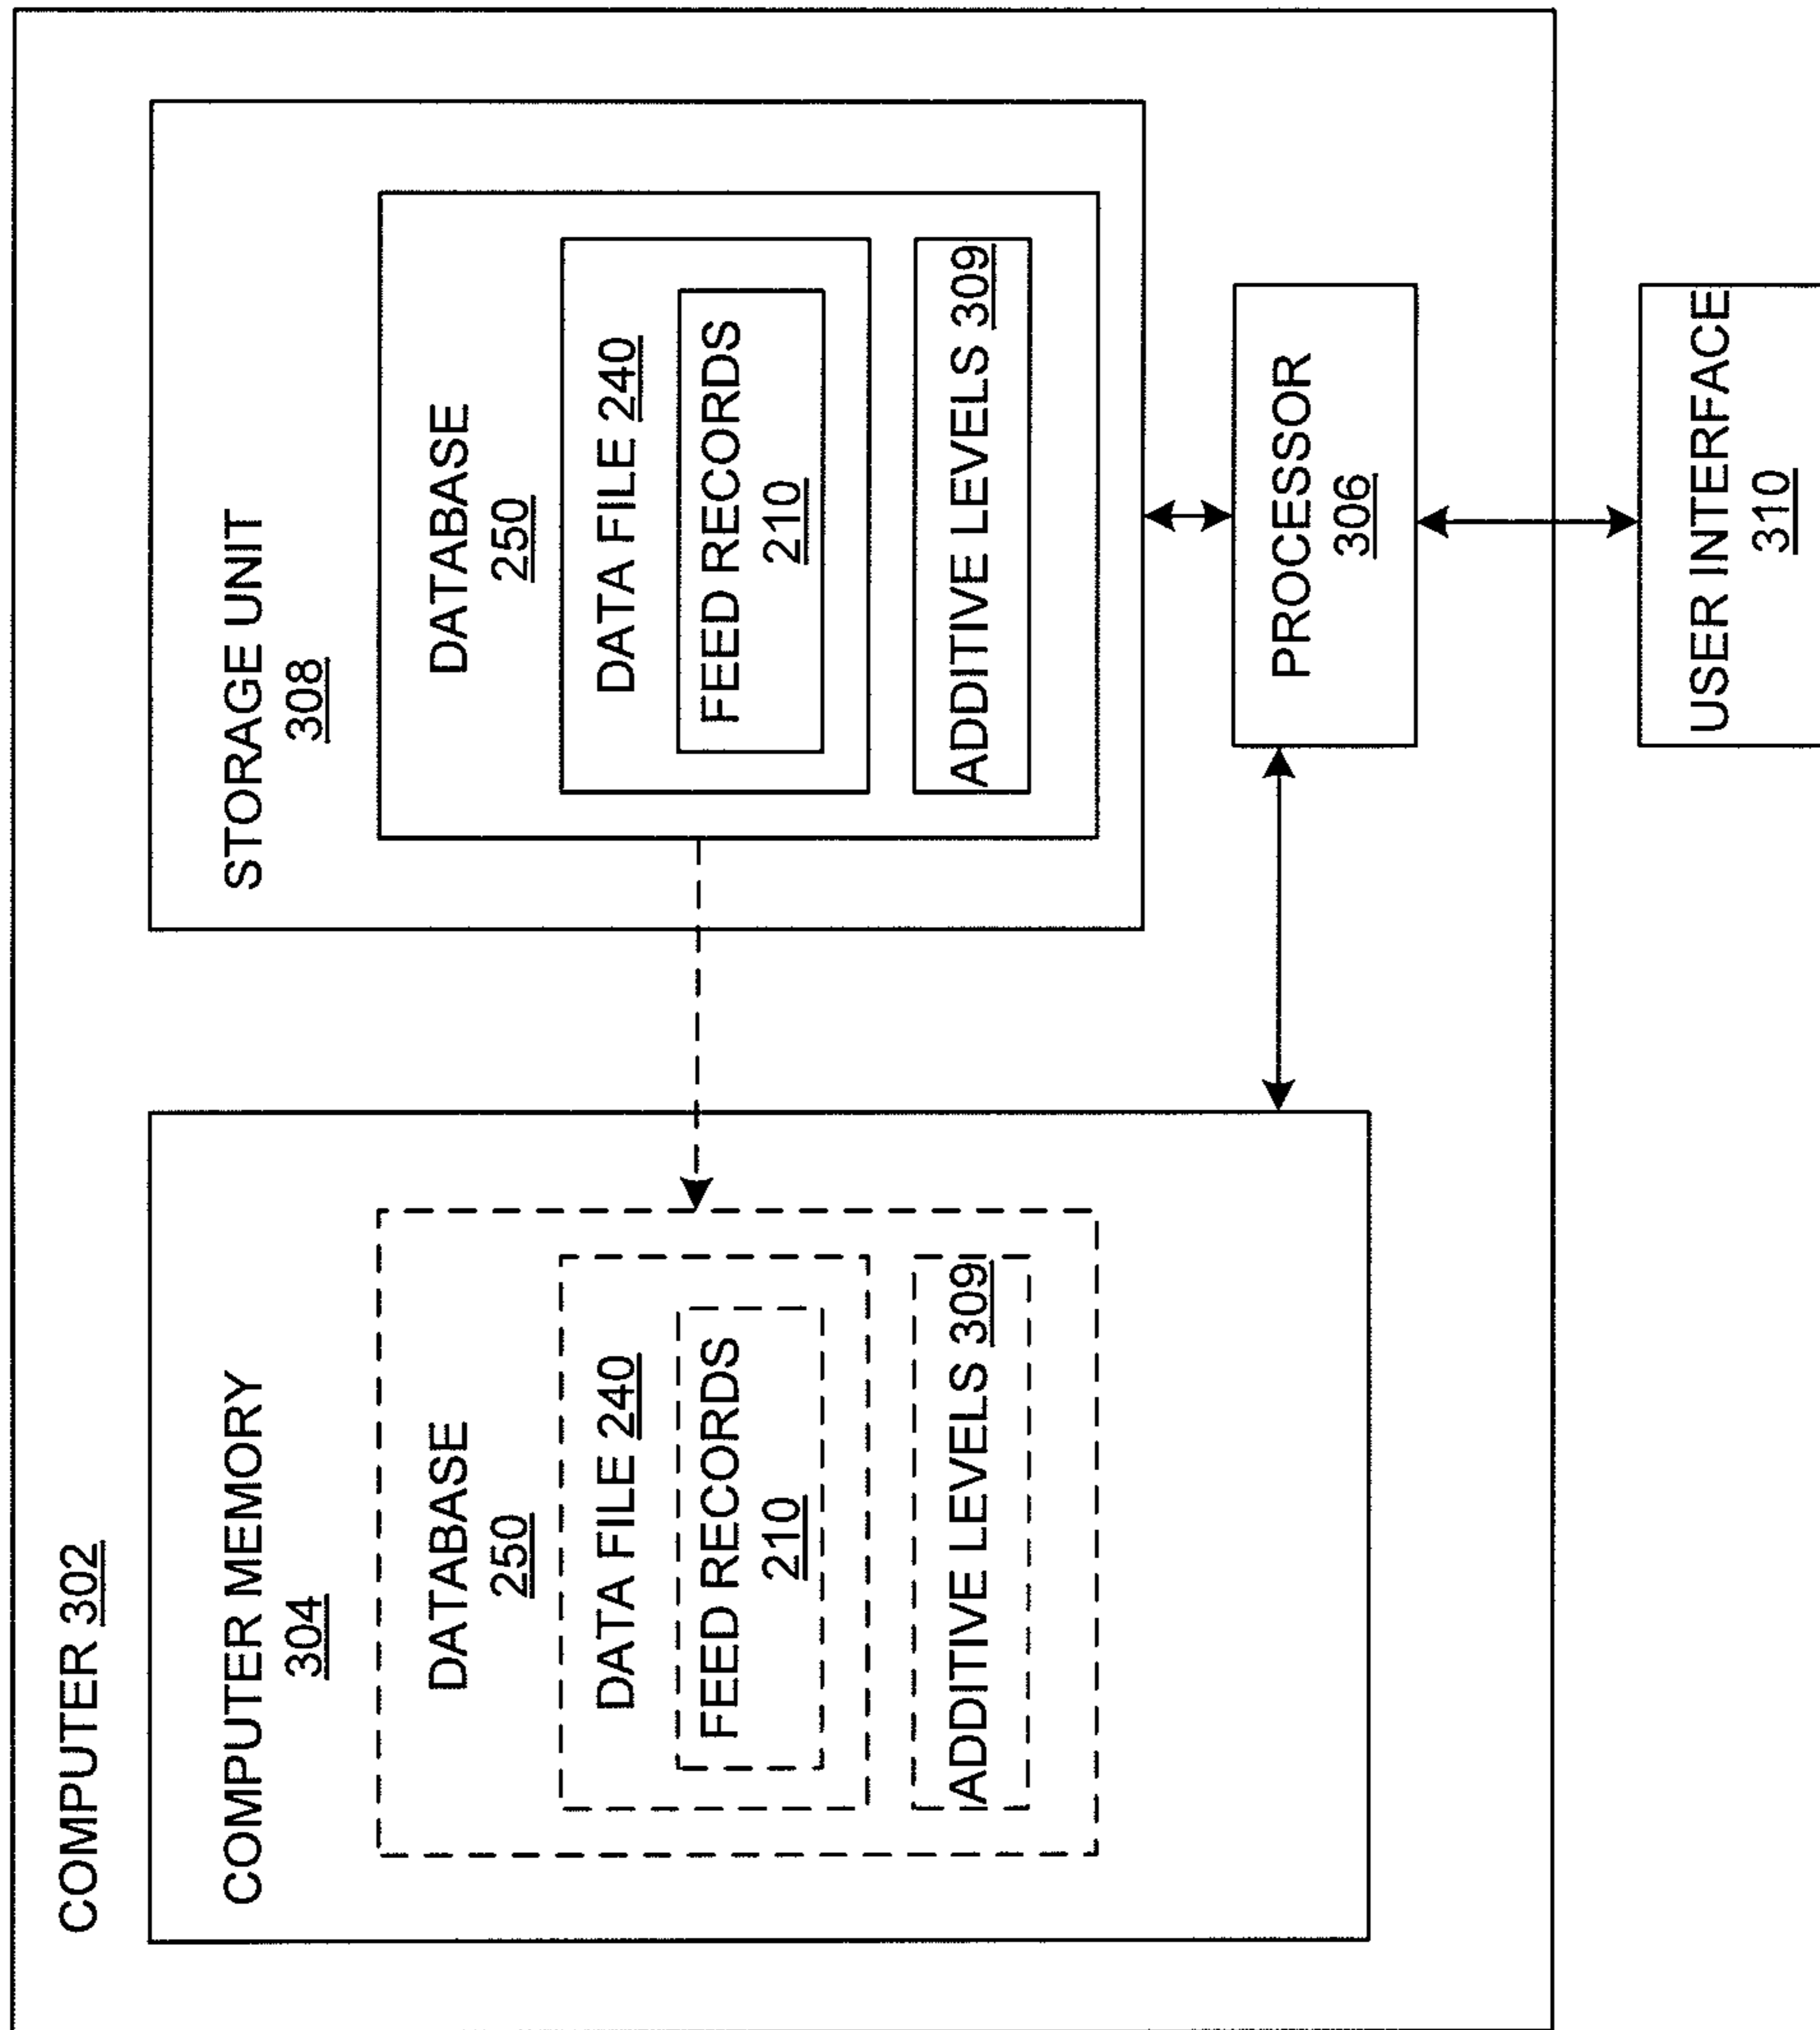 COMPUTER 302
COMPUTER MEMORY
304
DATABASE
250
DATA FILE 240
FEED RECORDS
210
ADDITIVE LEVELS 309
STORAGE UNIT
308
DATABASE
250
DATA FILE 240
FEED RECORDS
210
ADDITIVE LEVELS 309
PROCESSOR
306
USER INTERFACE
310